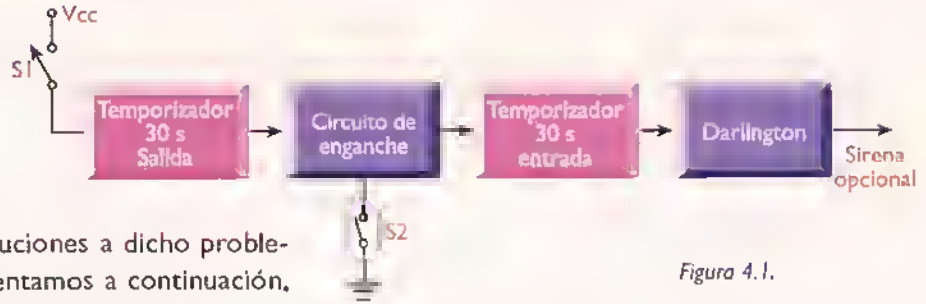 Vcc
S1
Temporizador
30 s
Salida
Circuito de
enganche
Temporizador
30 s
entrada
Darlington
Sirena
opcional
S2
uciones a dicho proble-
entamos a continuación,
Figura 4.1.